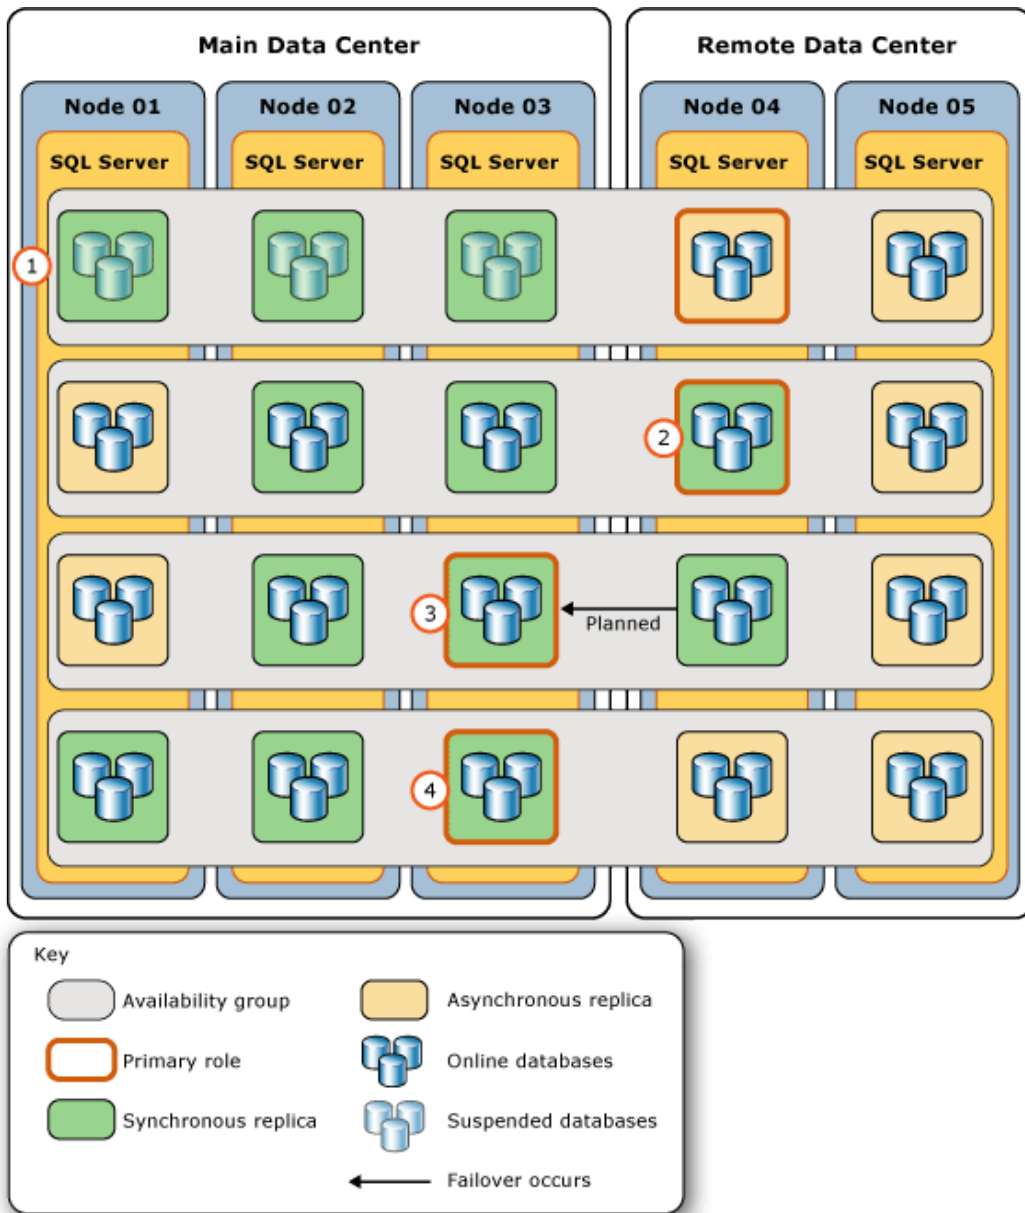 Main Data Center
Remote Data Center
Node 01
Node 02
Node 03
Node 04
Node 05
SQL Server
SQL Server
SQL Server
SQL Server
SQL Server
1
2
3
Planned
4
Key
Availability group
Asynchronous replica
Primary role
Online databases
Synchronous replica
Suspended databases
Failover occurs